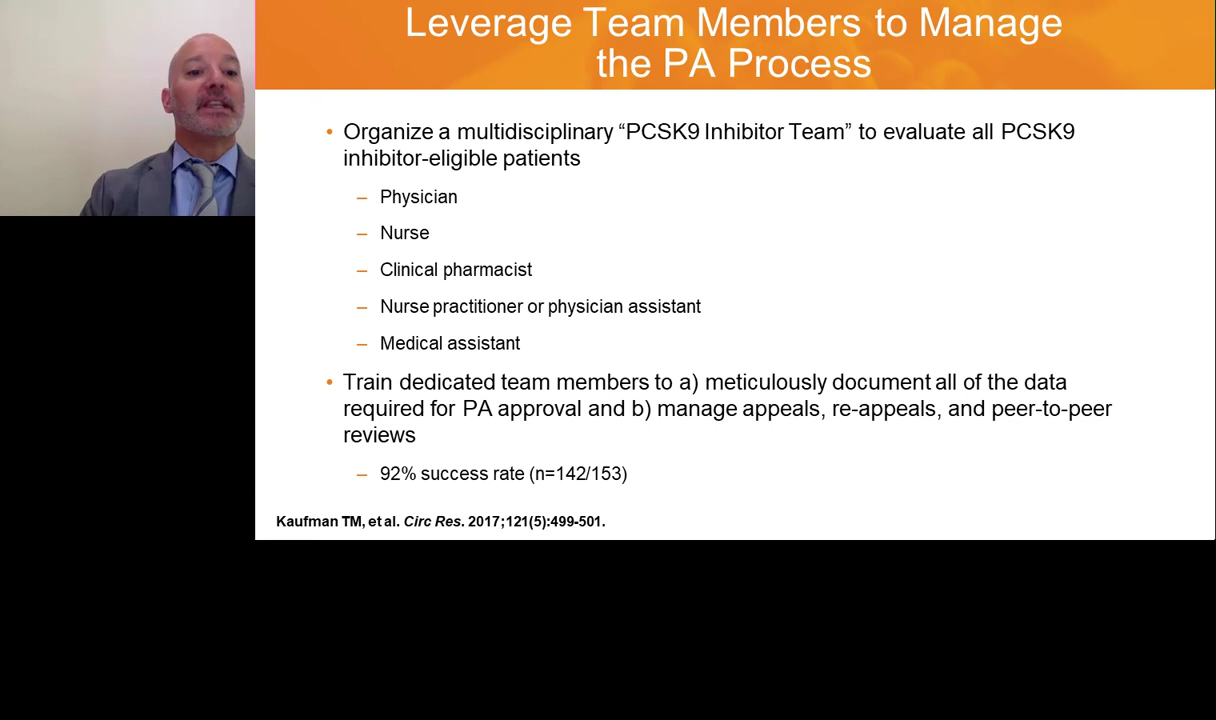 Leverage Team Members to Manage
the PA Process
• Organize a multidisciplinary “PCSK9 Inhibitor Team” to evaluate all PCSK9
inhibitor-eligible patients
– Physician
– Nurse
– Clinical pharmacist
– Nurse practitioner or physician assistant
– Medical assistant
• Train dedicated team members to a) meticulously document all of the data
required for PA approval and b) manage appeals, re-appeals, and peer-to-peer
reviews
– 92% success rate (n=142/153)
Kaufman TM, et al. Circ Res. 2017;121(5):499-501.